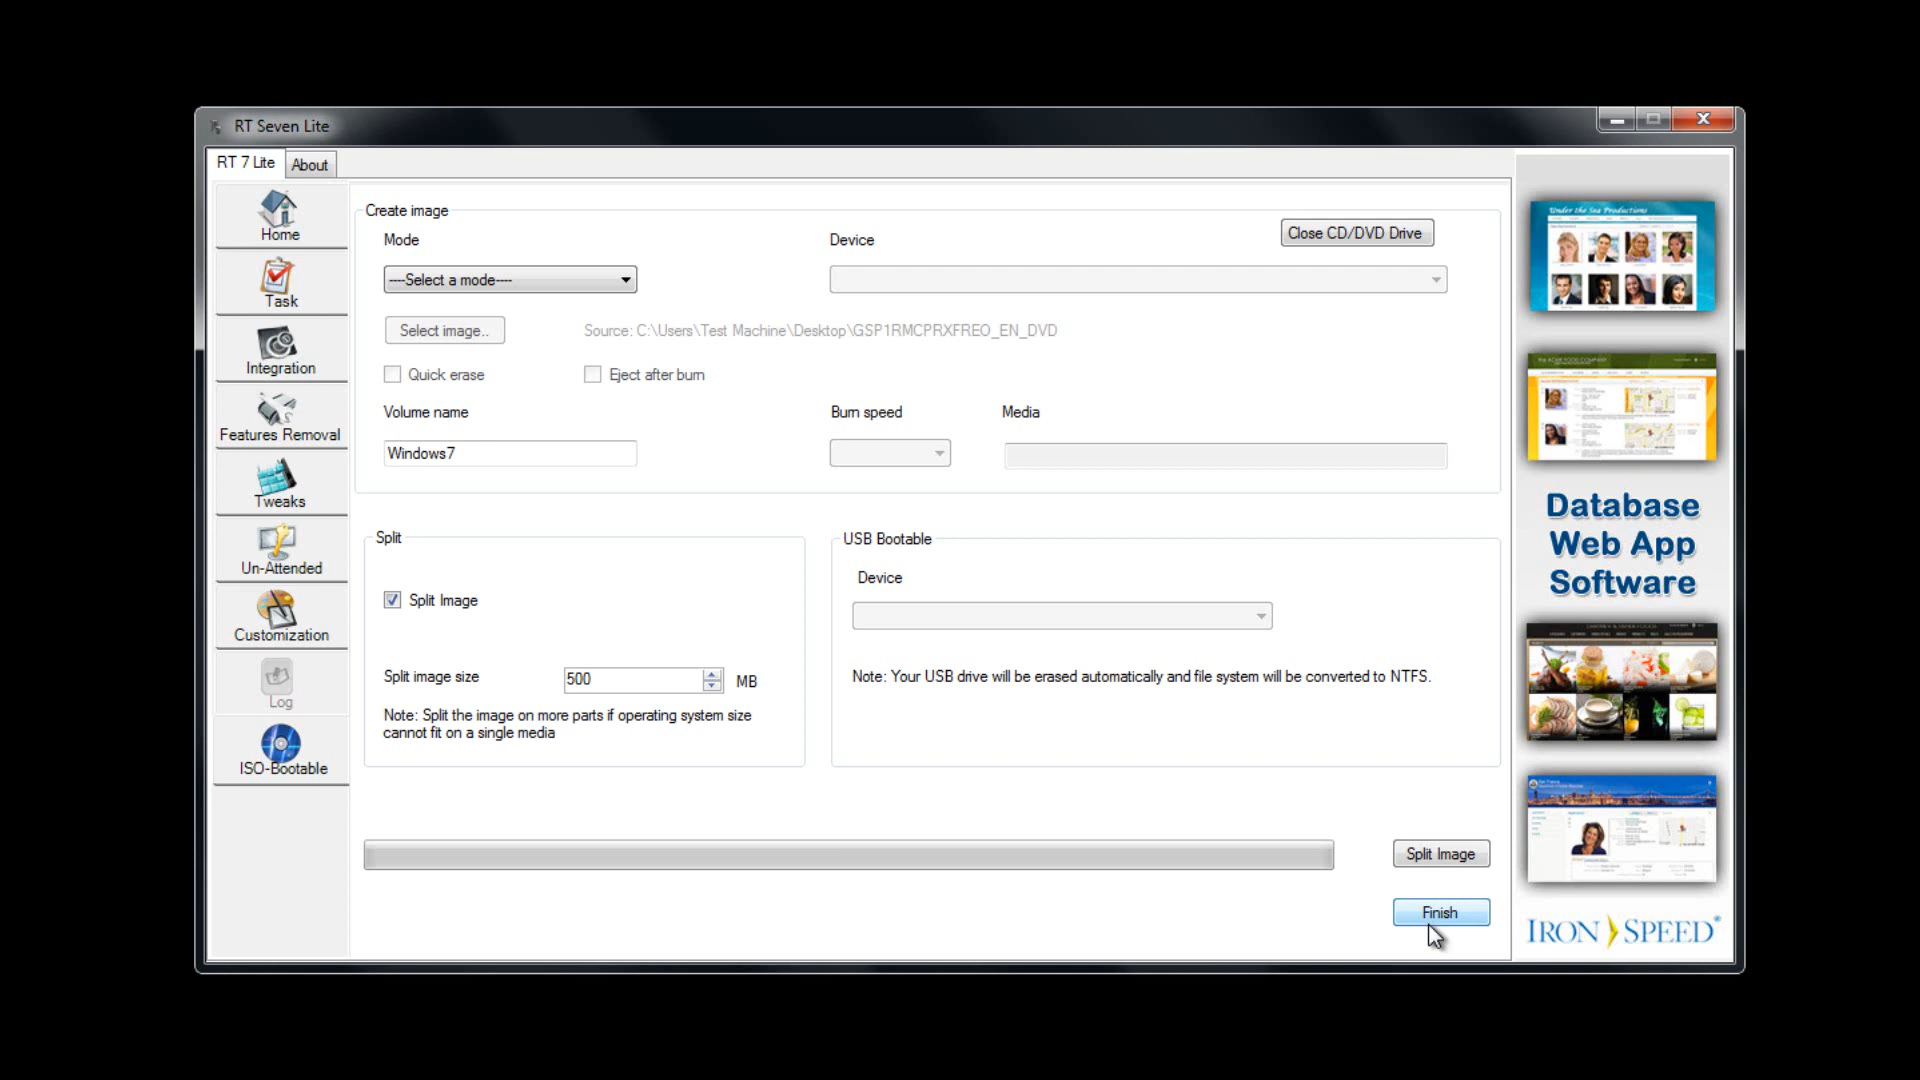 RT Seven Lite
RT 7 Lite
About
Home
Task
Integration
Features Removal
Tweaks
Un-Attended
Customization
Log
ISO-Bootable
Create image
Mode
Device
Close CD/DVD Drive
----Select a mode----
Select image..
Source: C:\Users\Test Machine\Desktop\GSP1RMCPRXFREO_EN_DVD
Quick erase
Eject after burn
Volume name
Burn speed
Media
Windows7
Split
Split Image
Split image size
500
MB
Note: Split the image on more parts if operating system size
cannot fit on a single media
USB Bootable
Device
Note: Your USB drive will be erased automatically and file system will be converted to NTFS.
Split Image
Finish
Under the Sea Productions
Database
Web App
Software
IRON SPEED®